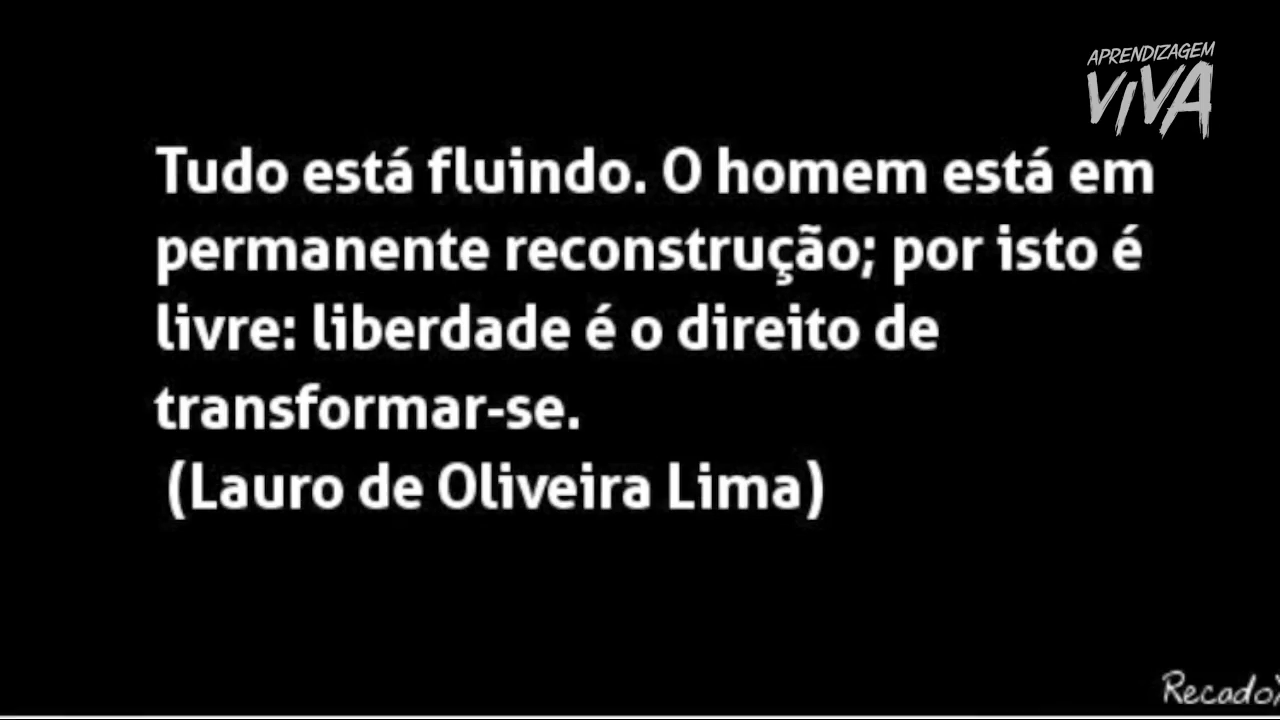 APRENDIZAGEM
ViVA
Tudo está fluindo. O homem está em
permanente reconstrução; por isto é
livre: liberdade é o direito de
transformar-se.
(Lauro de Oliveira Lima)